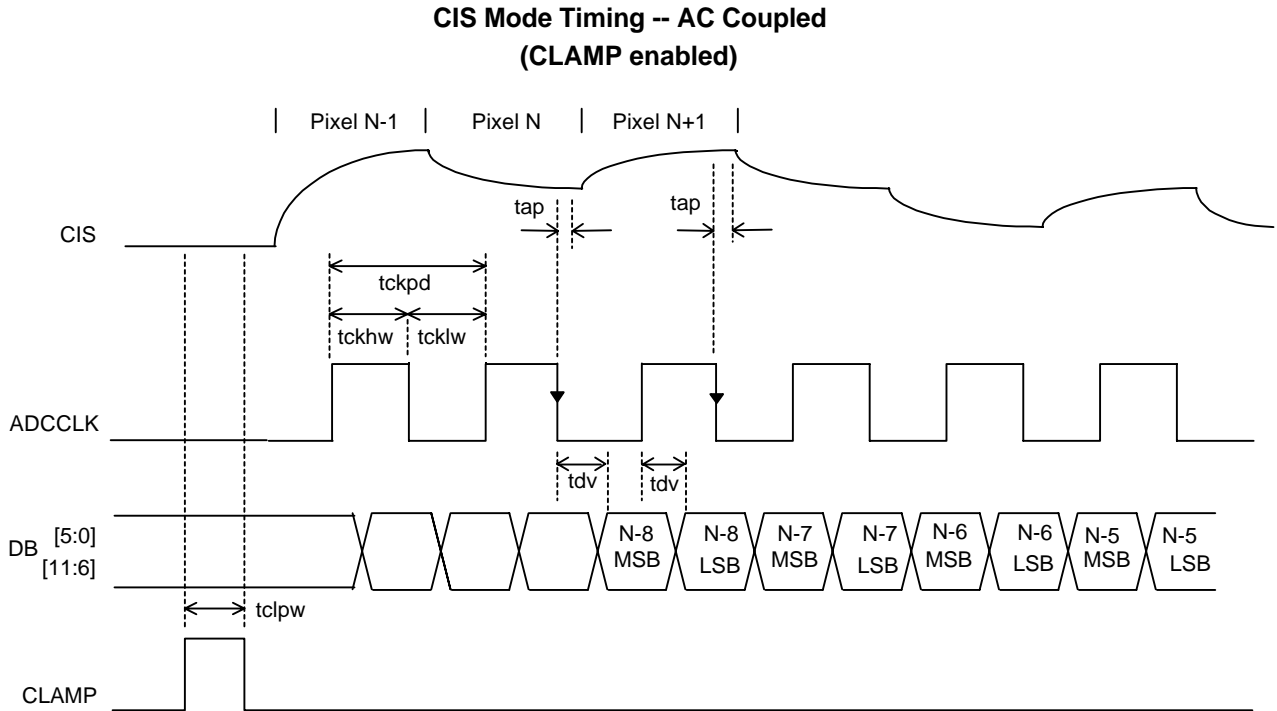 CIS Mode Timing -- AC Coupled
(CLAMP enabled)
| Pixel N-1 | Pixel N | Pixel N+1 |
tap
tap
CIS
tckpd
tckhw
tcklw
ADCCLK
tdv
tdv
DB [5:0]
[11:6]
N-8 MSB
N-8 LSB
N-7 MSB
N-7 LSB
N-6 MSB
N-6 LSB
N-5 MSB
N-5 LSB
tclpw
CLAMP